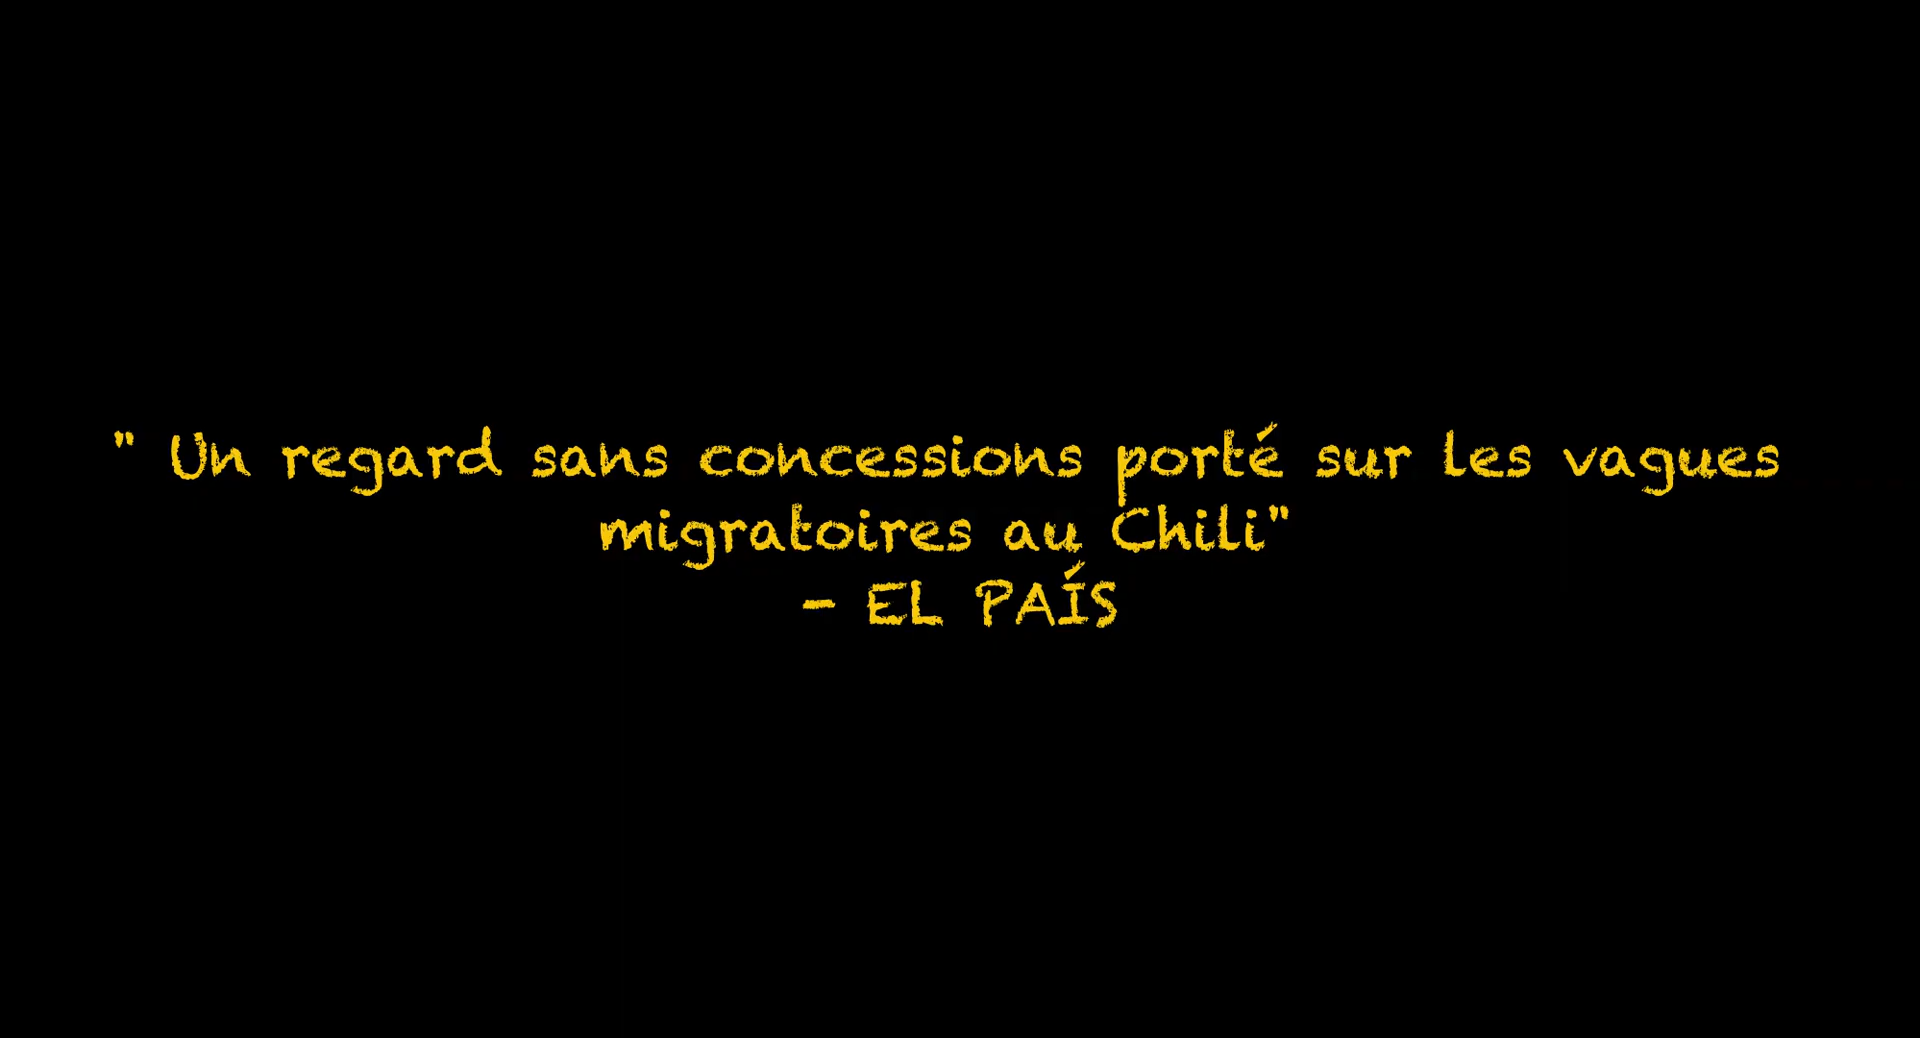 " Un regard sans concessions porté sur les vagues
migratoires au Chili"
- EL PAÍS